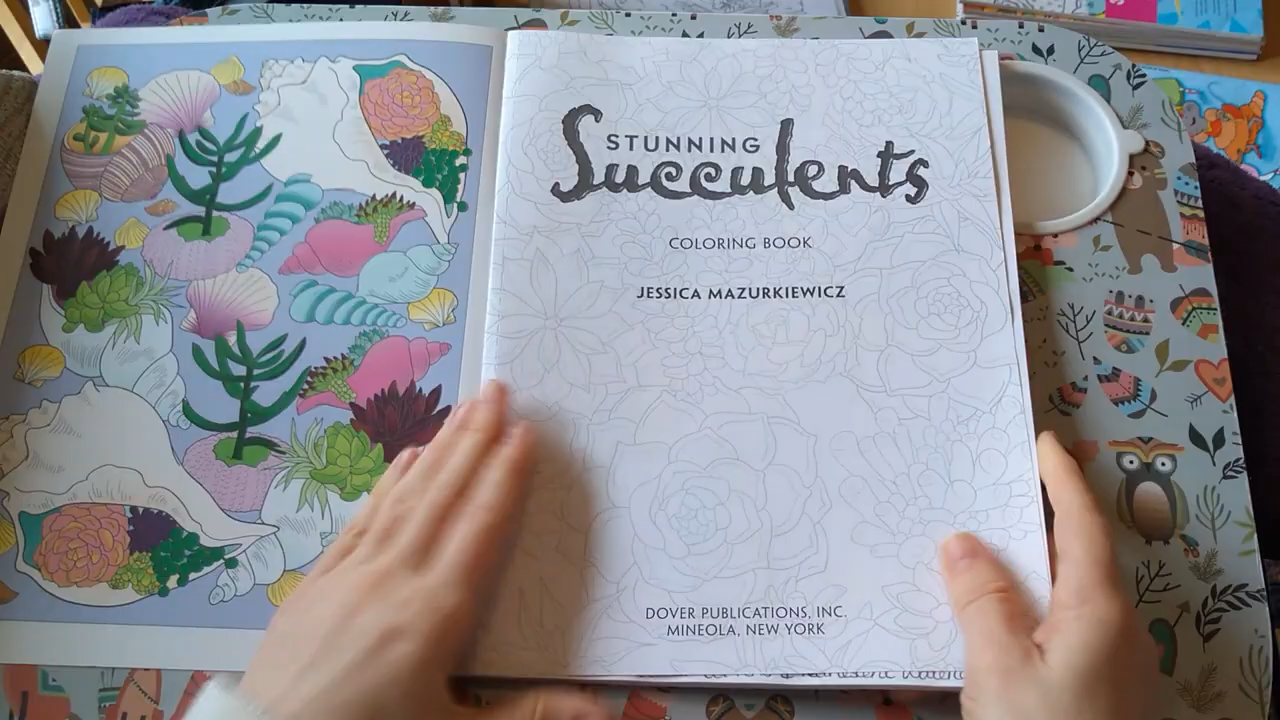 STUNNING
Succulents
COLORING BOOK
JESSICA MAZURKIEWICZ
DOVER PUBLICATIONS, INC.
MINEOLA, NEW YORK